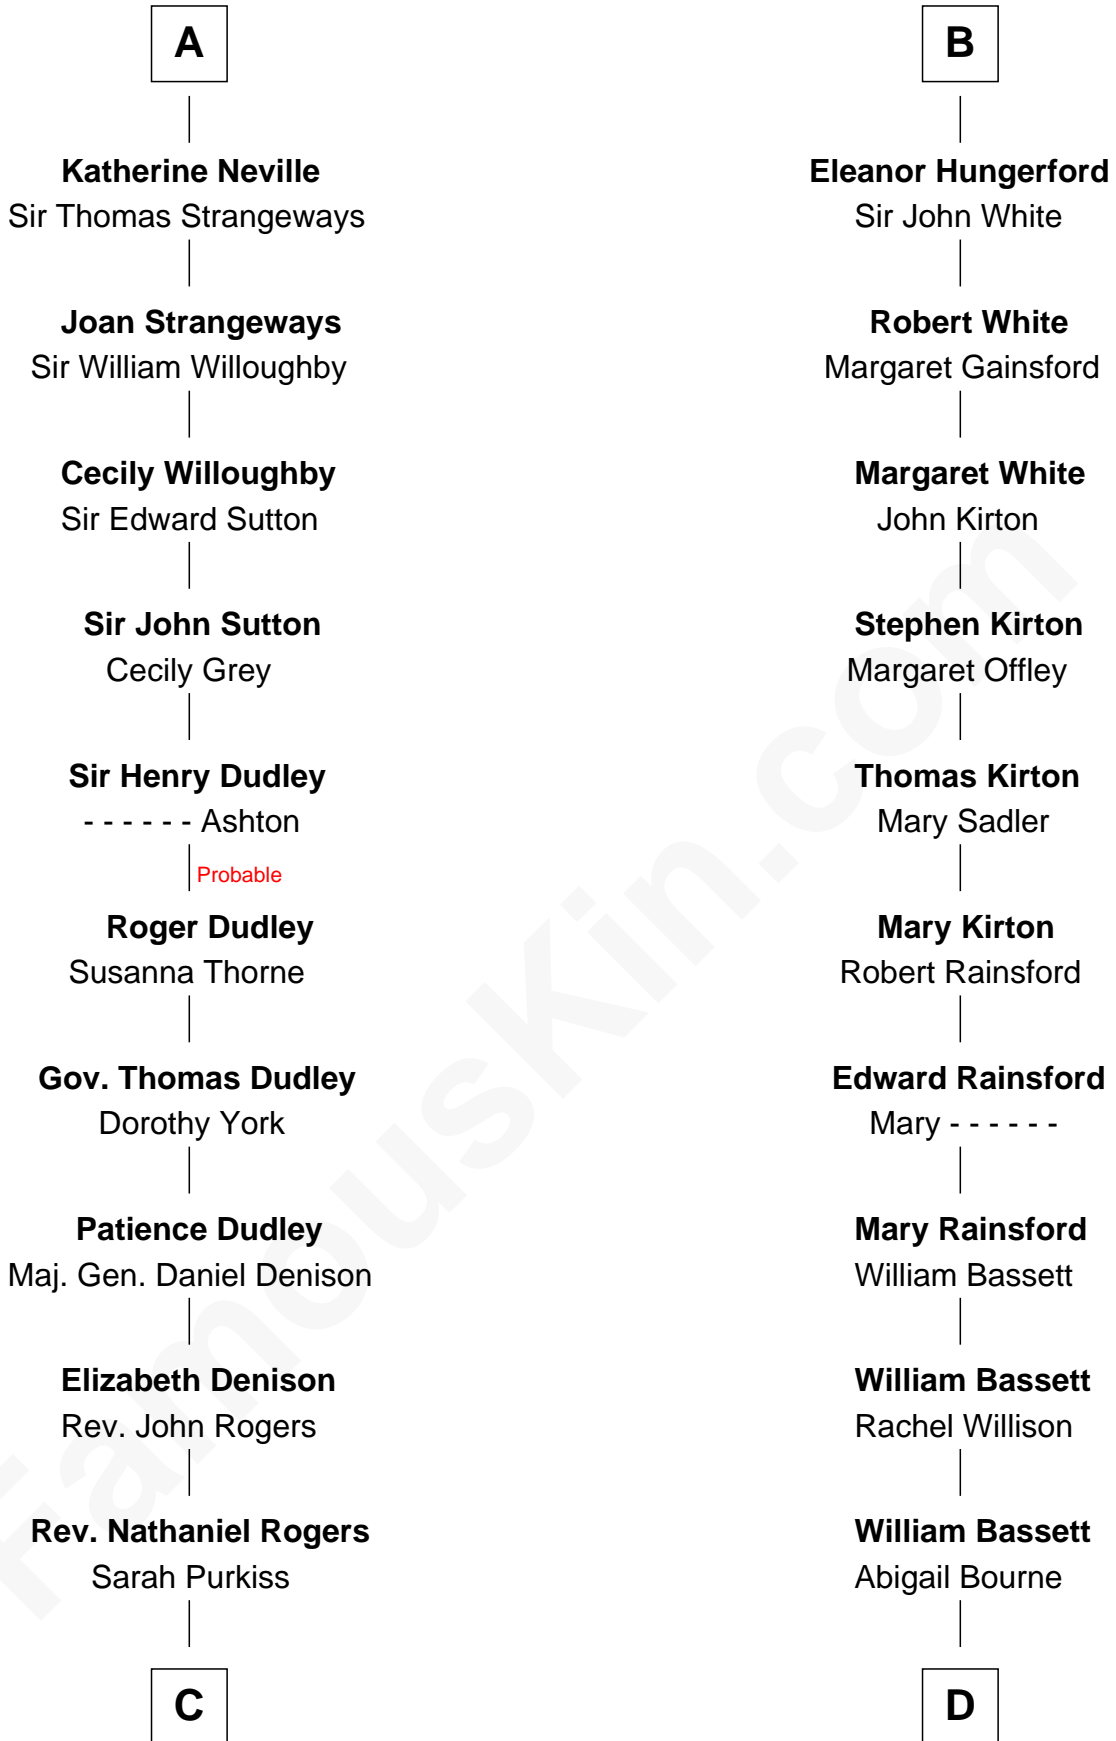 A
Katherine Neville
Sir Thomas Strangeways
Joan Strangeways
Sir William Willoughby
Cecily Willoughby
Sir Edward Sutton
Sir John Sutton
Cecily Grey
Sir Henry Dudley
- - - - - - Ashton
Probable
Roger Dudley
Susanna Thorne
Gov. Thomas Dudley
Dorothy York
Patience Dudley
Maj. Gen. Daniel Denison
Elizabeth Denison
Rev. John Rogers
Rev. Nathaniel Rogers
Sarah Purkiss
C
B
Eleanor Hungerford
Sir John White
Robert White
Margaret Gainsford
Margaret White
John Kirton
Stephen Kirton
Margaret Offley
Thomas Kirton
Mary Sadler
Mary Kirton
Robert Rainsford
Edward Rainsford
Mary - - - - - -
Mary Rainsford
William Bassett
William Bassett
Rachel Willison
William Bassett
Abigail Bourne
D
FamousKin.com